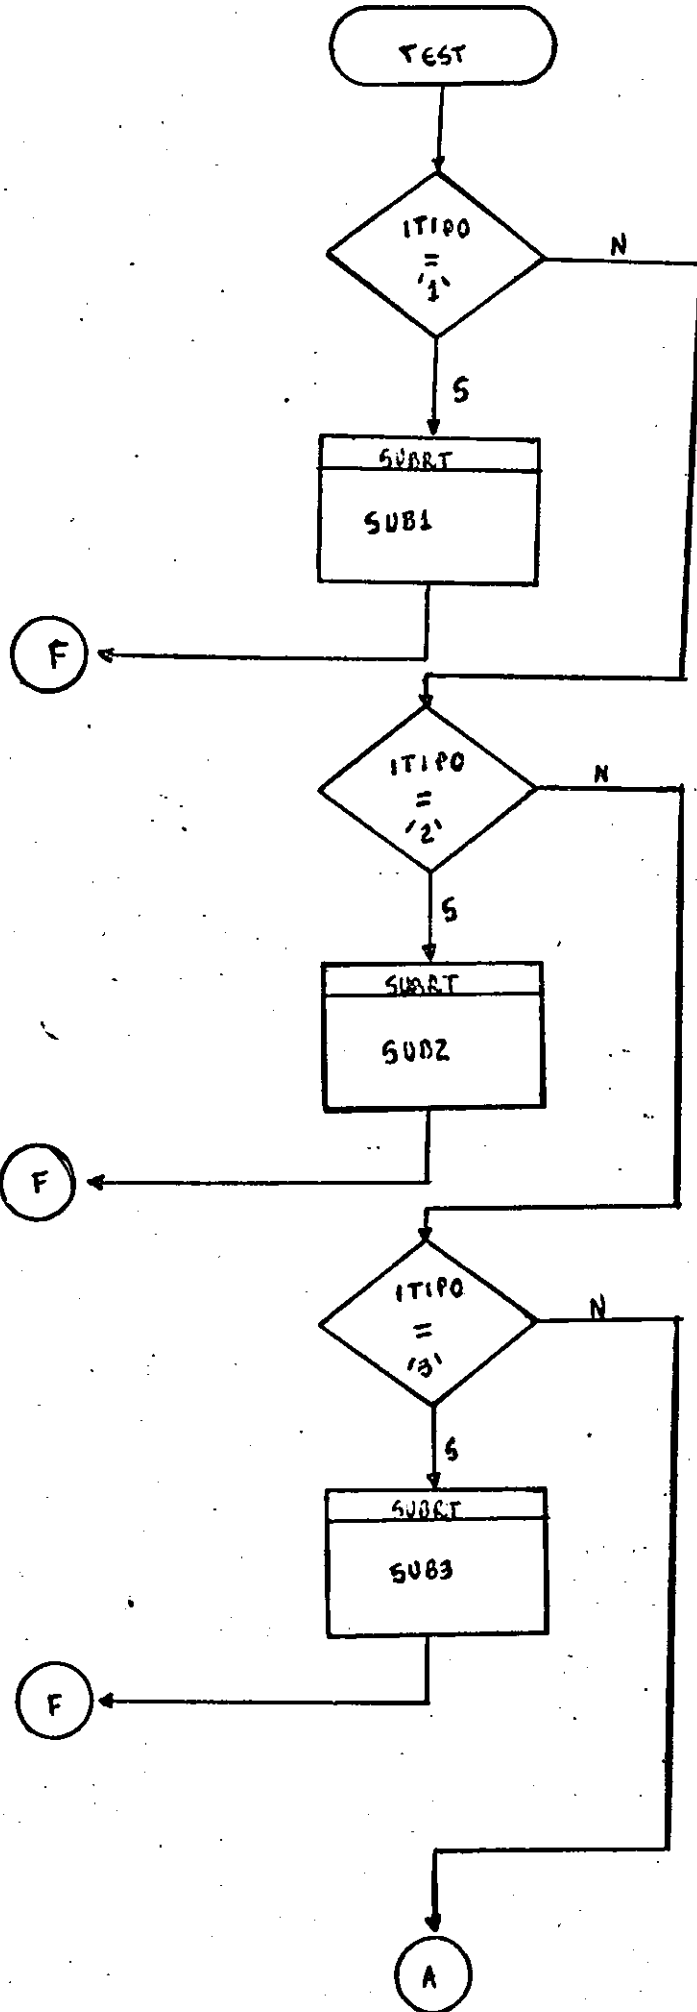 TEST
ITIPO
=
'1'
N
S
SUBRT
SUB1
F
ITIPO
=
'2'
N
S
SUBRT
SUB2
F
ITIPO
=
'3'
N
S
SUBRT
SUB3
F
A